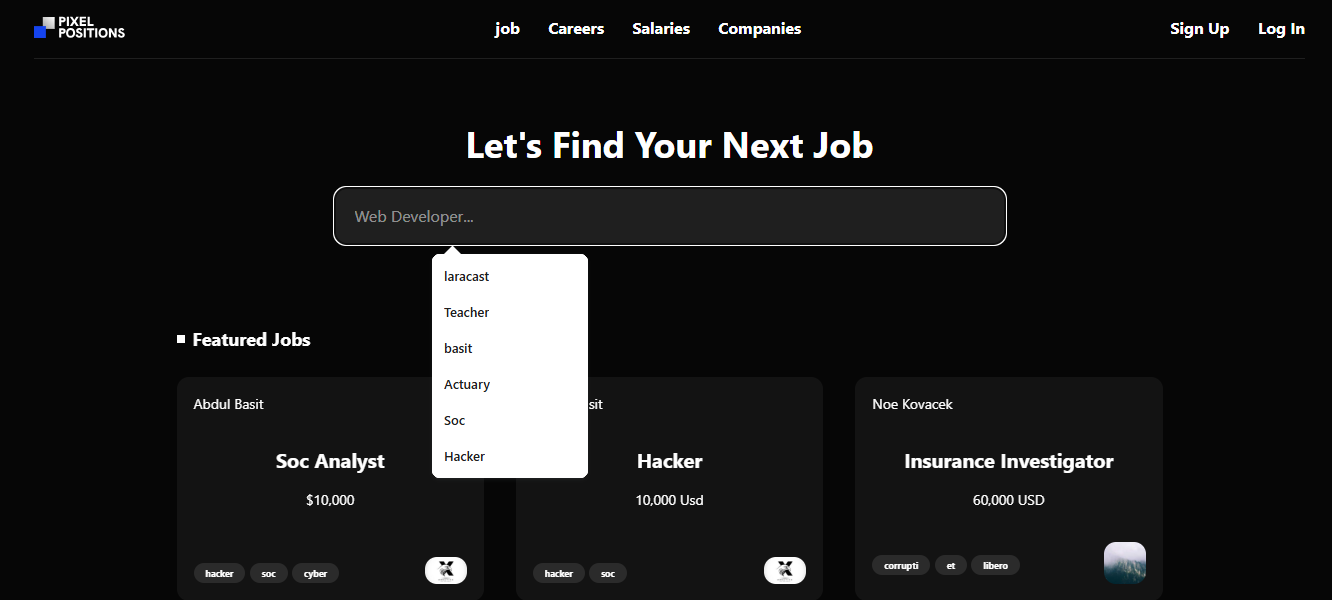 PIXEL
POSITIONS
job Careers Salaries Companies Sign Up Log In
Let's Find Your Next Job
Web Developer...
laracast
Teacher
basit
Actuary
Soc
Hacker
Featured Jobs
Abdul Basit
Soc Analyst
$10,000
hacker soc cyber
sit
Hacker
10,000 Usd
hacker soc
Noe Kovacek
Insurance Investigator
60,000 USD
corrupti et libero